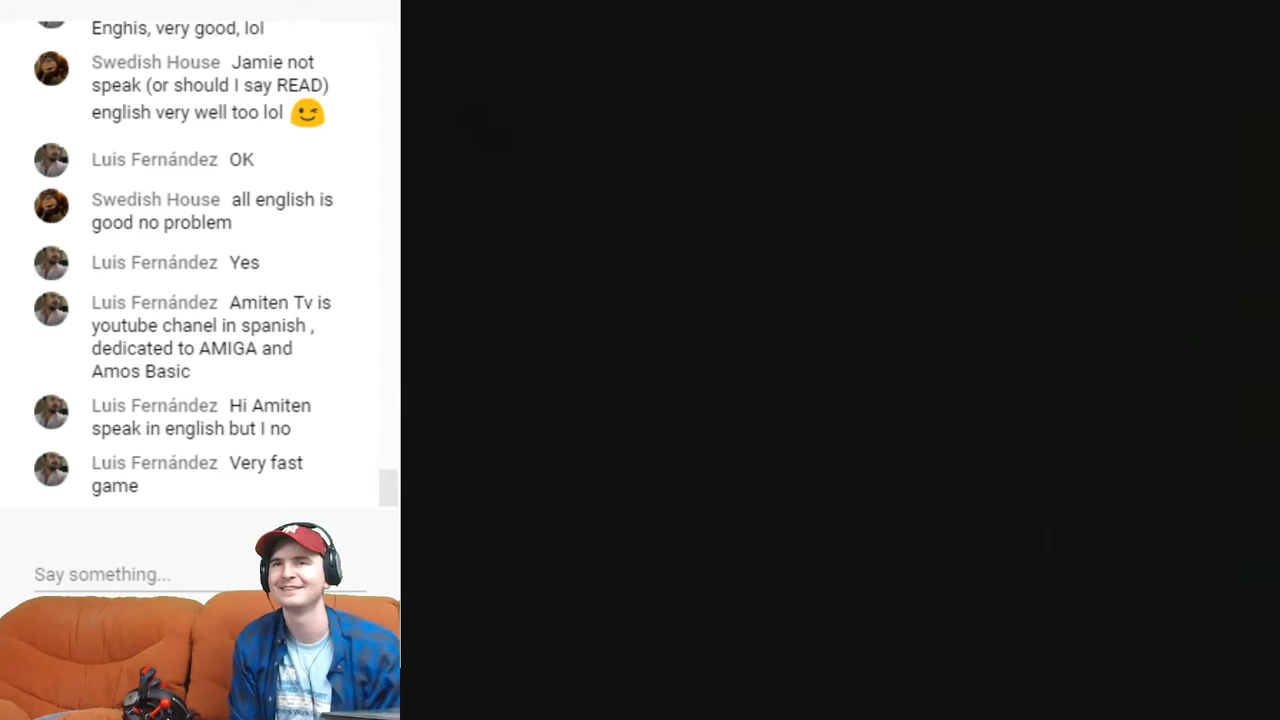 Enghis, very good, lol
Swedish House Jamie not
speak (or should I say READ)
english very well too lol
Luis Fernández OK
Swedish House all english is
good no problem
Luis Fernández Yes
Luis Fernández Amiten Tv is
youtube chanel in spanish ,
dedicated to AMIGA and
Amos Basic
Luis Fernández Hi Amiten
speak in english but I no
Luis Fernández Very fast
game
Say something...